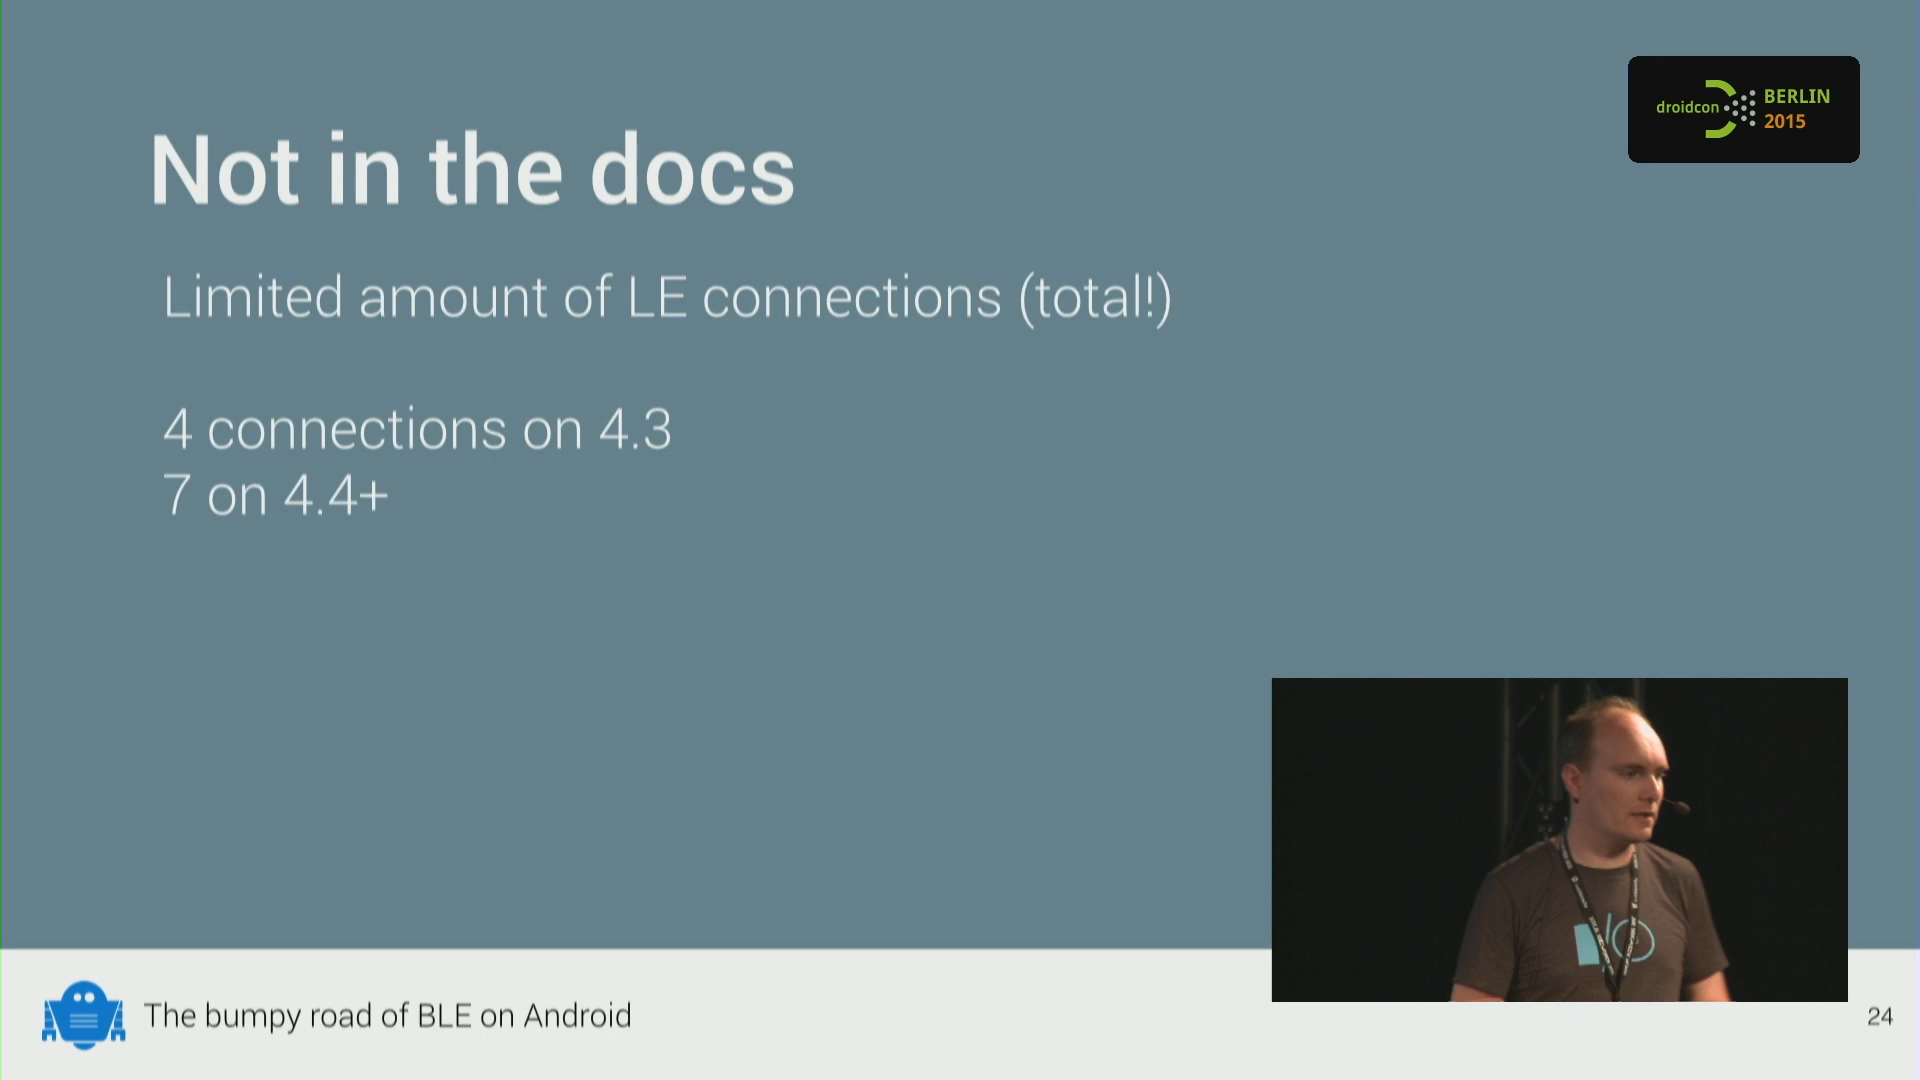 droidcon
BERLIN
2015
Not in the docs
Limited amount of LE connections (total!)
4 connections on 4.3
7 on 4.4+
The bumpy road of BLE on Android
24